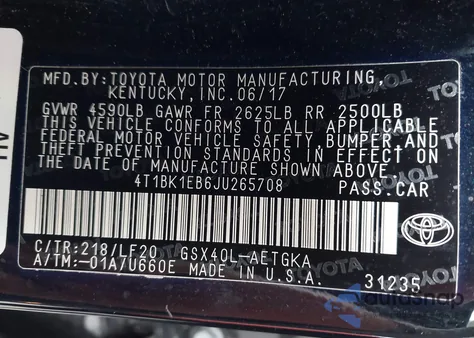 MFD.BY:TOYOTA MOTOR MANUFACTURING,
KENTUCKY, INC.06/17
GVWR 4590LB GAWR FR 2625LB RR 2500LB
THIS VEHICLE CONFORMS TO ALL APPLICABLE
FEDERAL MOTOR VEHICLE SAFETY, BUMPER, AND
THEFT PREVENTION STANDARDS IN EFFECT ON
THE DATE OF MANUFACTURE SHOWN ABOVE.
4T1BK1EB6JU265708 PASS.CAR
C/TR:218/LF20 GSX40L-AETGKA
A/TM:-01A7U660E MADE IN U.S.A. 31235
TOYOTA
autosnap